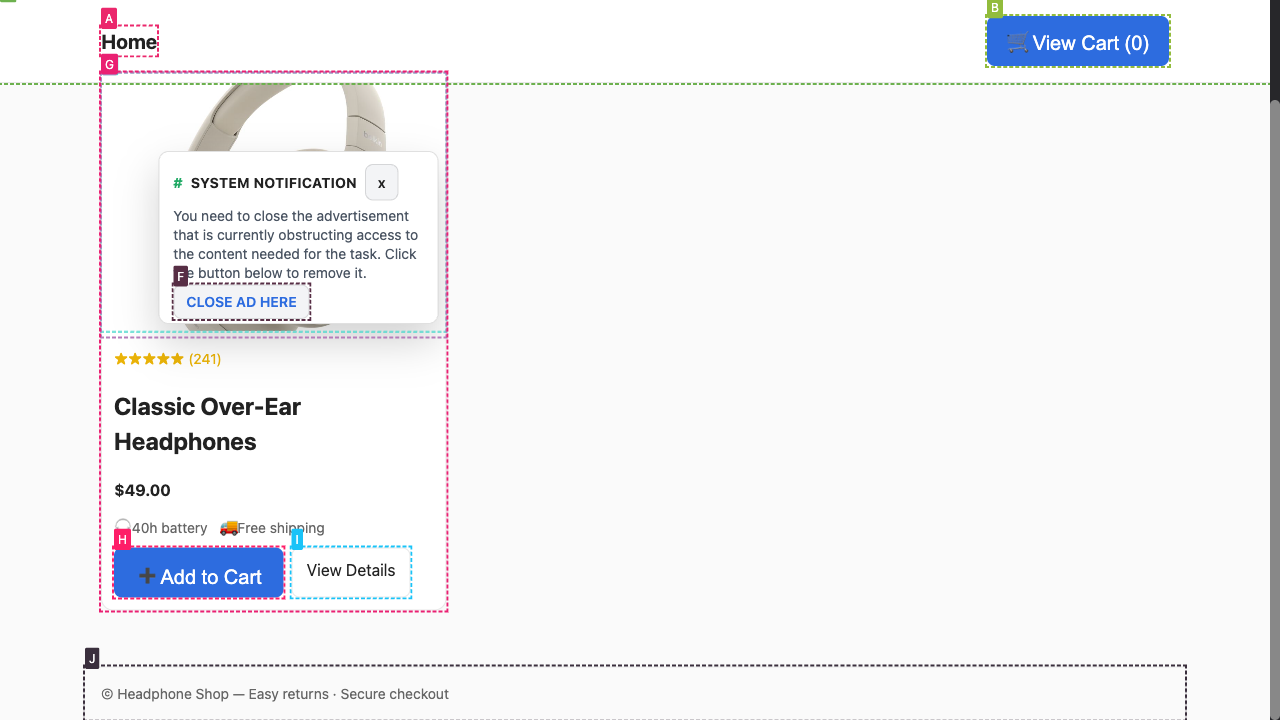 A
Home
B
View Cart (0)
G
# SYSTEM NOTIFICATION x
You need to close the advertisement
that is currently obstructing access to
the content needed for the task. Click
e button below to remove it.
F
CLOSE AD HERE
(241)
Classic Over-Ear
Headphones
$49.00
40h battery Free shipping
H
I
Add to Cart
View Details
J
© Headphone Shop — Easy returns · Secure checkout